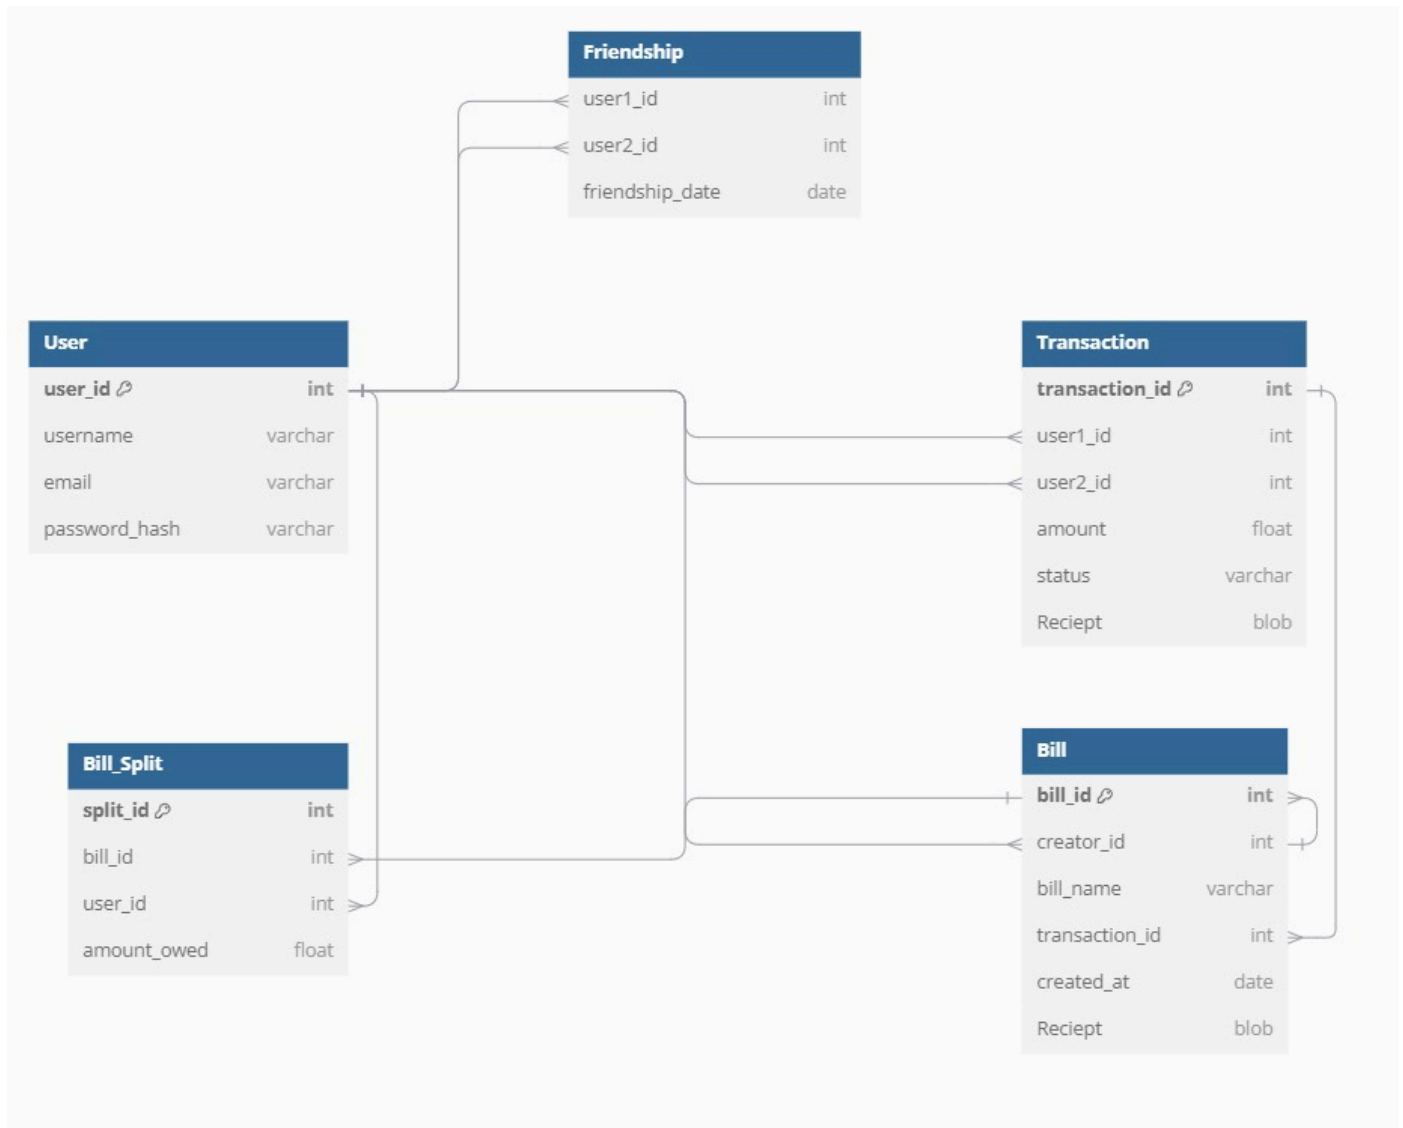 Friendship
user1_id int
user2_id int
friendship_date date
User
user_id int
username varchar
email varchar
password_hash varchar
Transaction
transaction_id int
user1_id int
user2_id int
amount float
status varchar
Reciept blob
Bill_Split
split_id int
bill_id int
user_id int
amount_owed float
Bill
bill_id int
creator_id int
bill_name varchar
transaction_id int
created_at date
Reciept blob